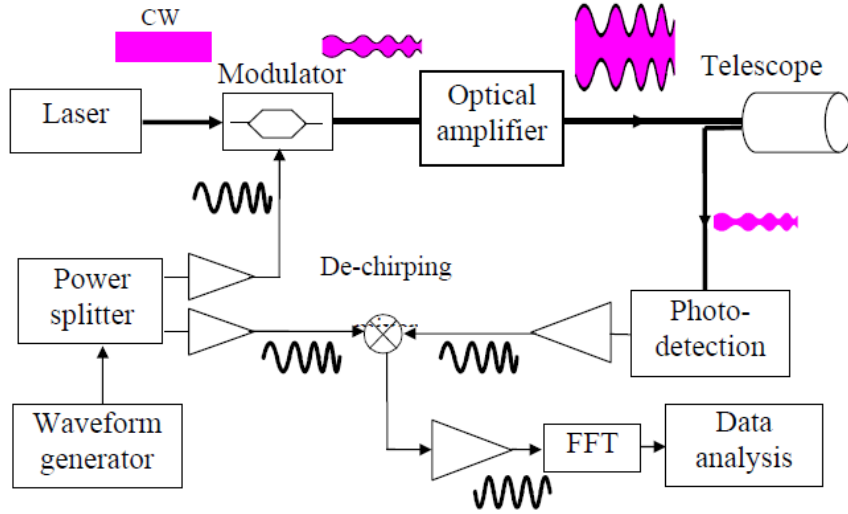 CW
Modulator
Telescope
Laser
Optical
amplifier
De-chirping
Power
splitter
Photo-
detection
Waveform
generator
FFT
Data
analysis